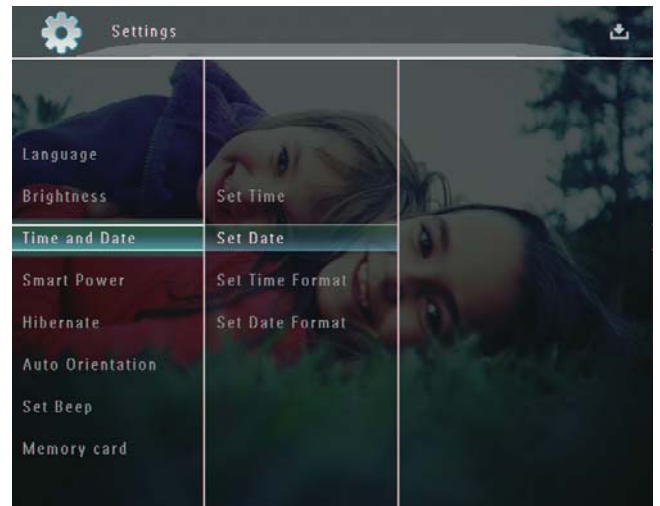 Settings
Language
Brightness
Time and Date
Smart Power
Hibernate
Auto Orientation
Set Beep
Memory card
Set Time
Set Date
Set Time Format
Set Date Format